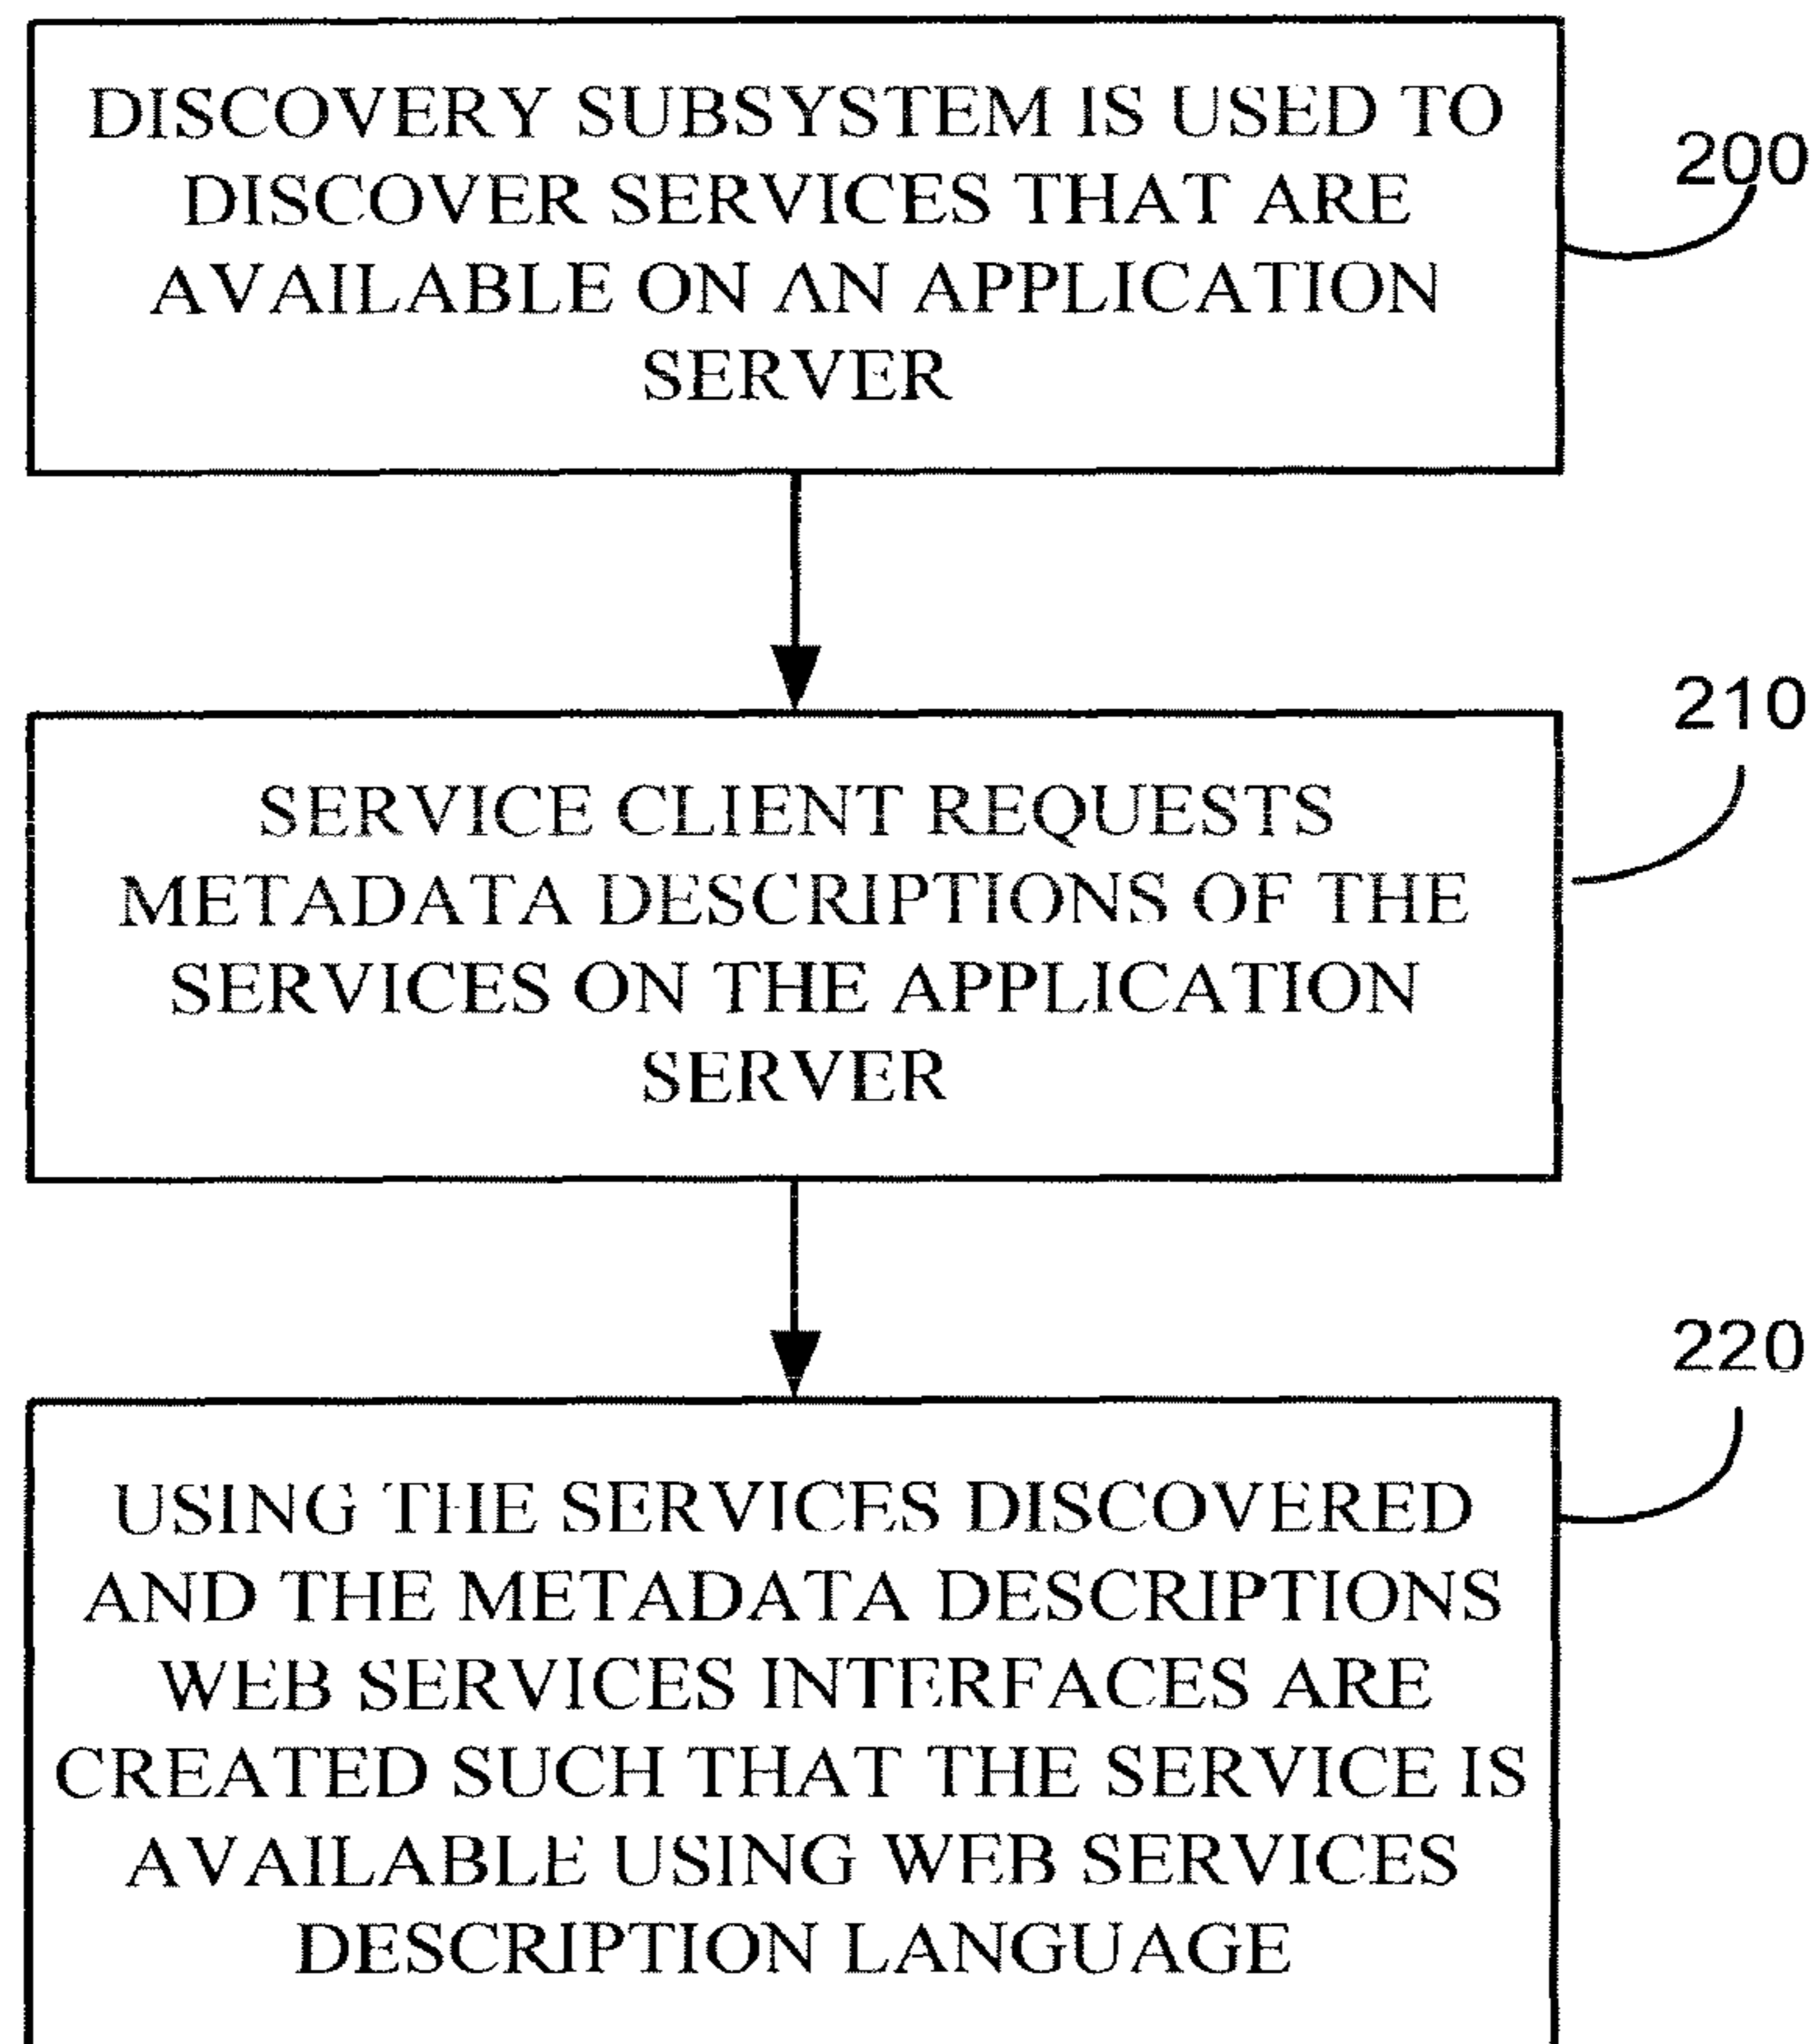 DISCOVERY SUBSYSTEM IS USED TO
DISCOVER SERVICES THAT ARE
AVAILABLE ON AN APPLICATION
SERVER
200
210
SERVICE CLIENT REQUESTS
METADATA DESCRIPTIONS OF THE
SERVICES ON THE APPLICATION
SERVER
220
USING THE SERVICES DISCOVERED
AND THE METADATA DESCRIPTIONS
WEB SERVICES INTERFACES ARE
CREATED SUCH THAT THE SERVICE IS
AVAILABLE USING WEB SERVICES
DESCRIPTION LANGUAGE